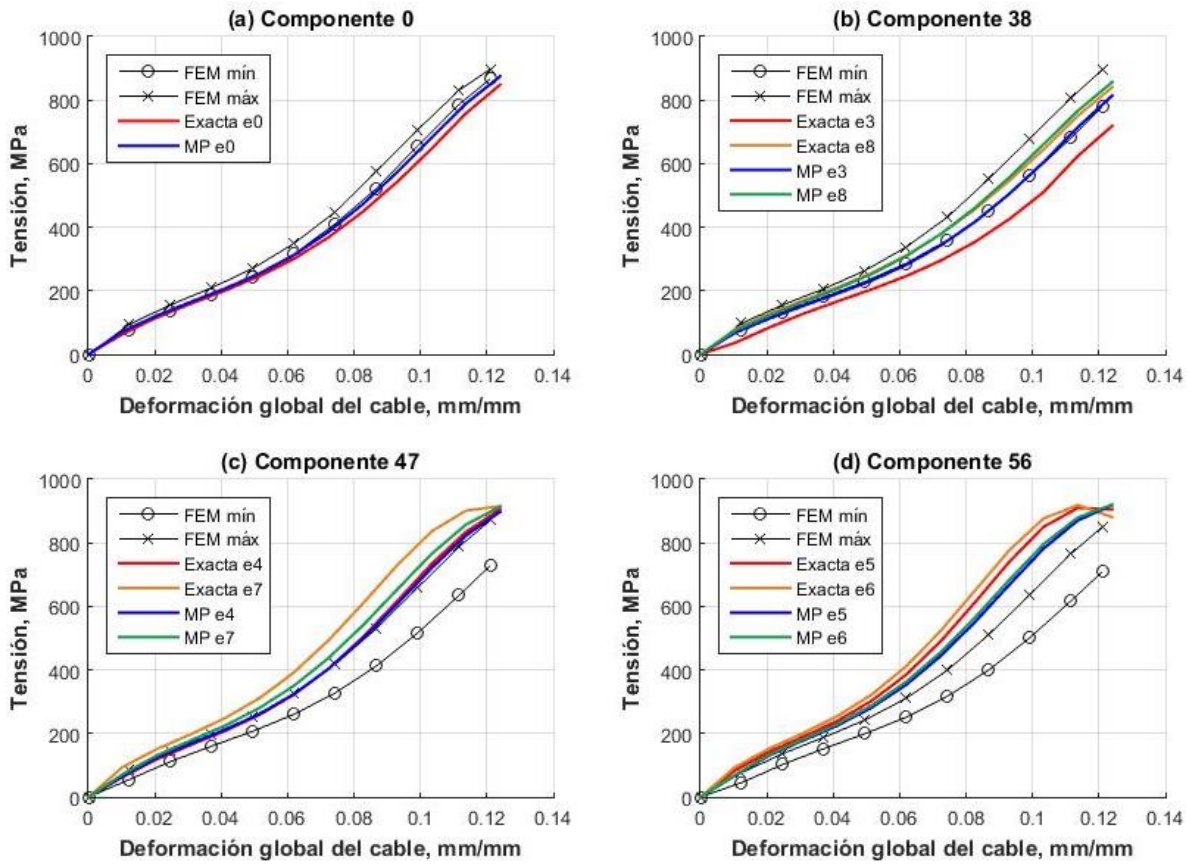 (a) Componente 0
1000
800
600
400
200
0
0 0.02 0.04 0.06 0.08 0.1 0.12 0.14
Tensión, MPa
Deformación global del cable, mm/mm
FEM mín
FEM máx
Exacta e0
MP e0
(b) Componente 38
1000
800
600
400
200
0
0 0.02 0.04 0.06 0.08 0.1 0.12 0.14
Tensión, MPa
Deformación global del cable, mm/mm
FEM mín
FEM máx
Exacta e3
Exacta e8
MP e3
MP e8
(c) Componente 47
1000
800
600
400
200
0
0 0.02 0.04 0.06 0.08 0.1 0.12 0.14
Tensión, MPa
Deformación global del cable, mm/mm
FEM mín
FEM máx
Exacta e4
Exacta e7
MP e4
MP e7
(d) Componente 56
1000
800
600
400
200
0
0 0.02 0.04 0.06 0.08 0.1 0.12 0.14
Tensión, MPa
Deformación global del cable, mm/mm
FEM mín
FEM máx
Exacta e5
Exacta e6
MP e5
MP e6